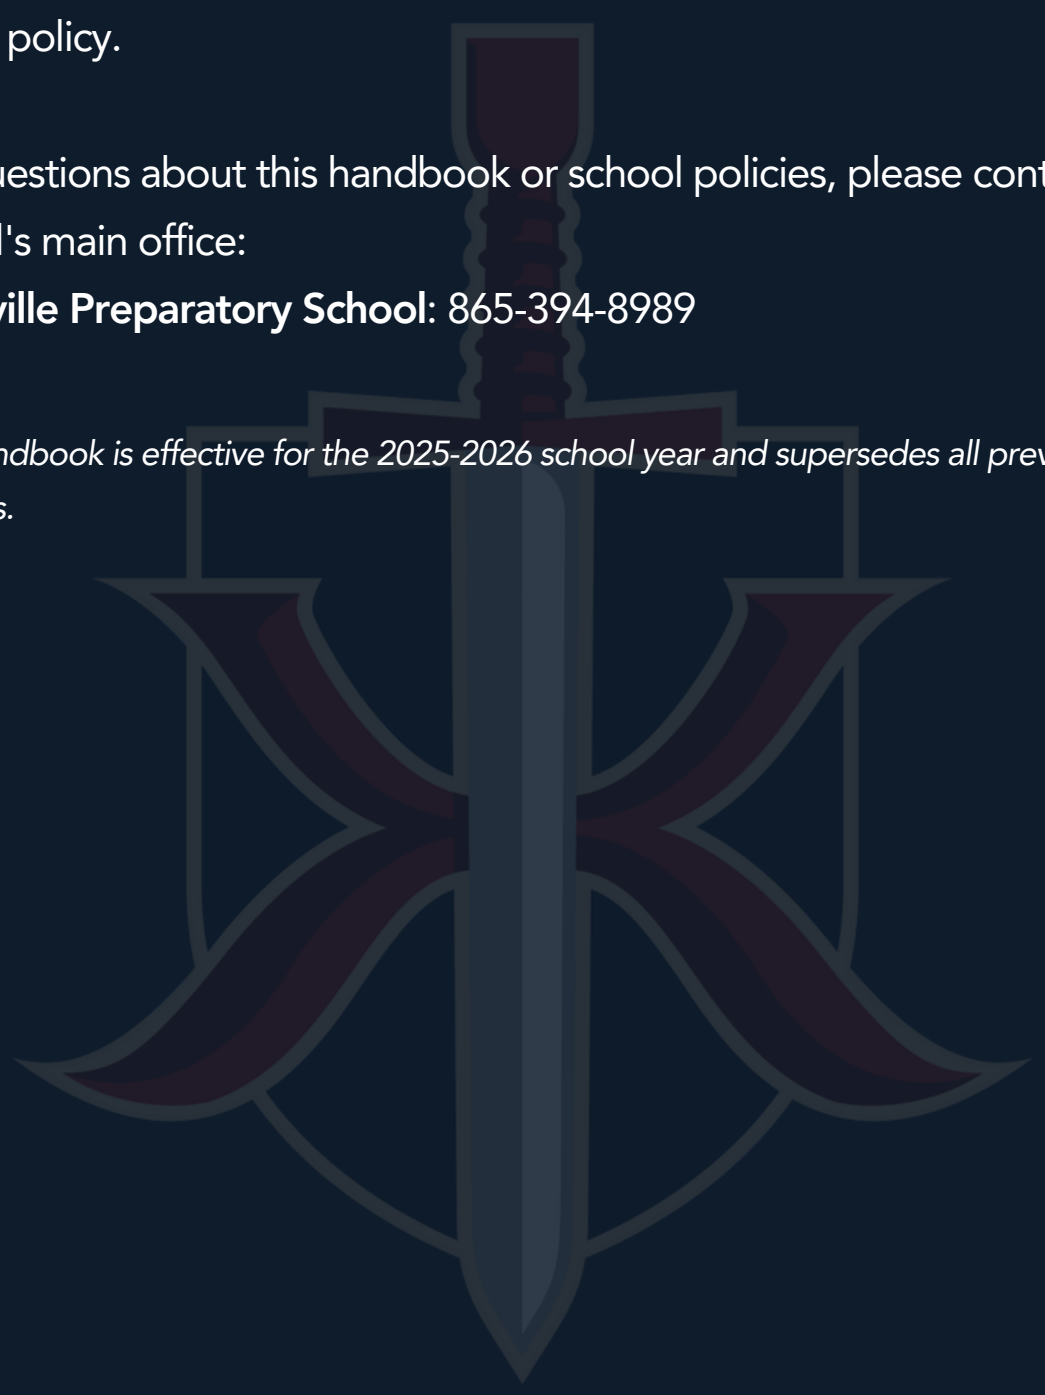 policy.
uestions about this handbook or school policies, please cont
l's main office:
ville Preparatory School: 865-394-8989
ndbook is effective for the 2025-2026 school year and supersedes all prev
s.